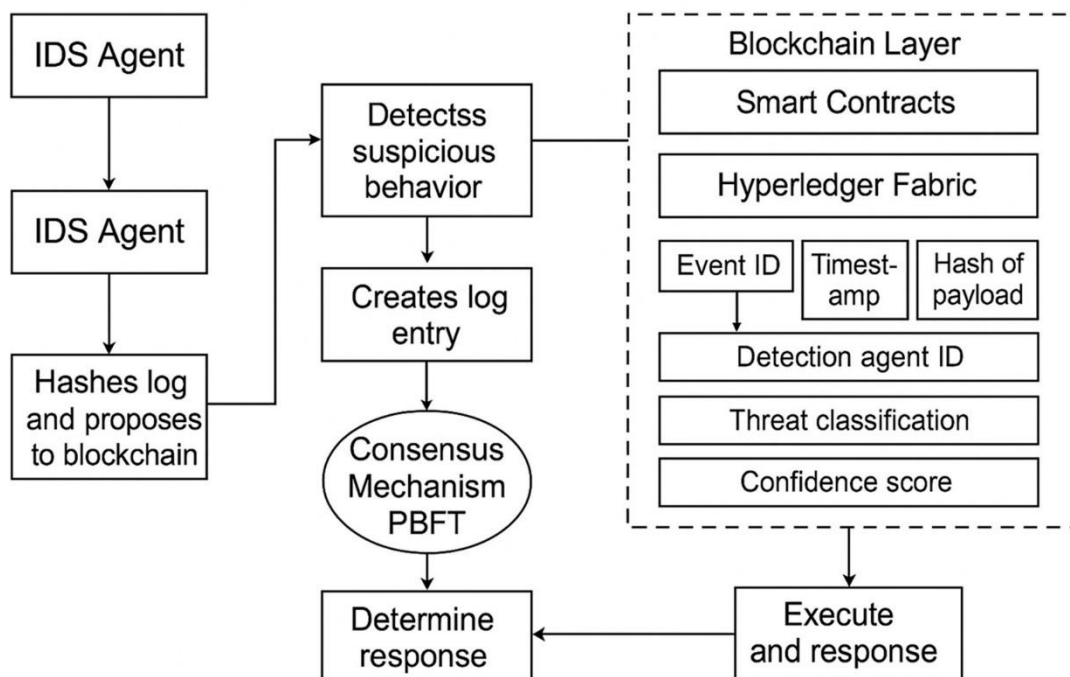 IDS Agent
IDS Agent
Hashes log
and proposes
to blockchain
Detectss
suspicious
behavior
Creates log
entry
Consensus
Mechanism
PBFT
Determine
response
Blockchain Layer
Smart Contracts
Hyperledger Fabric
Event ID
Timest-
amp
Hash of
payload
Detection agent ID
Threat classification
Confidence score
Execute
and response